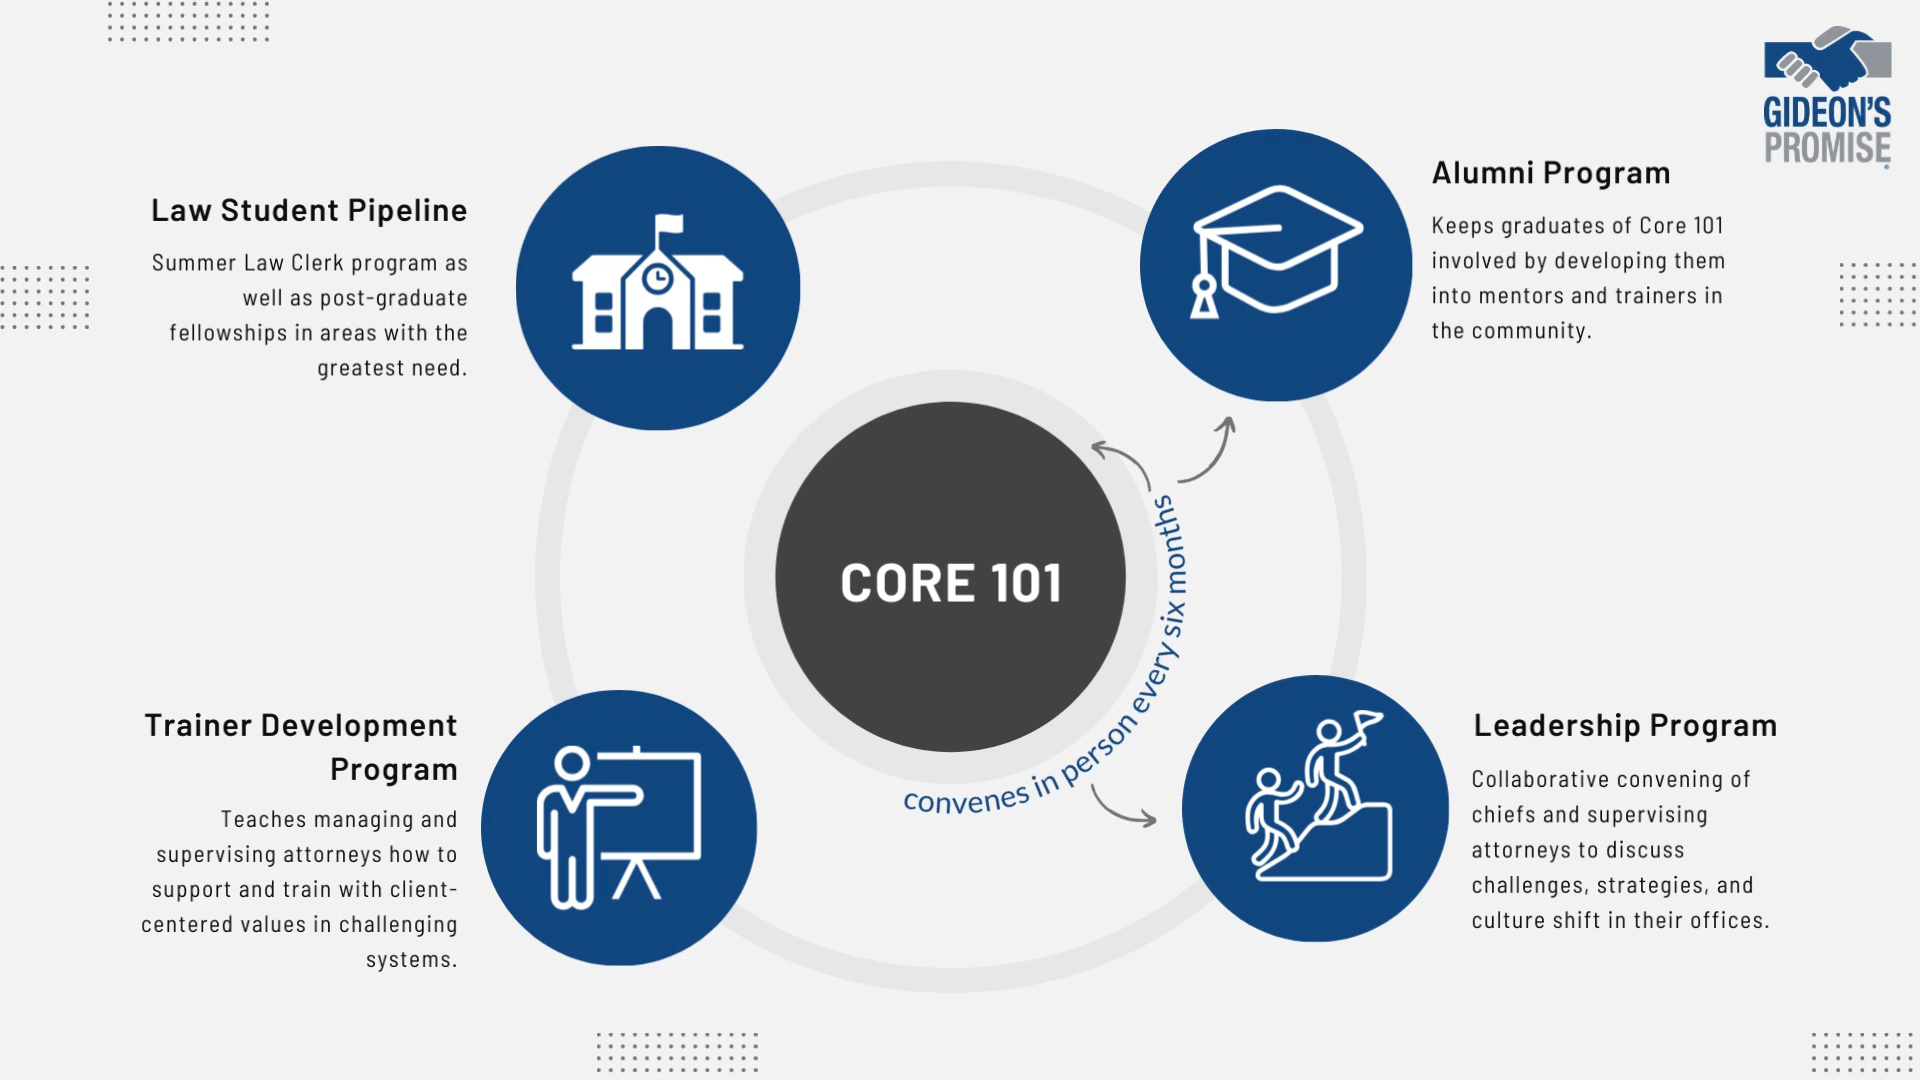 GIDEON'S
PROMISE
Law Student Pipeline
Summer Law Clerk program as
well as post-graduate
fellowships in areas with the
greatest need.
Alumni Program
Keeps graduates of Core 101
involved by developing them
into mentors and trainers in
the community.
CORE 101
convenes in person every six months
Trainer Development
Program
Teaches managing and
supervising attorneys how to
support and train with client-
centered values in challenging
systems.
Leadership Program
Collaborative convening of
chiefs and supervising
attorneys to discuss
challenges, strategies, and
culture shift in their offices.